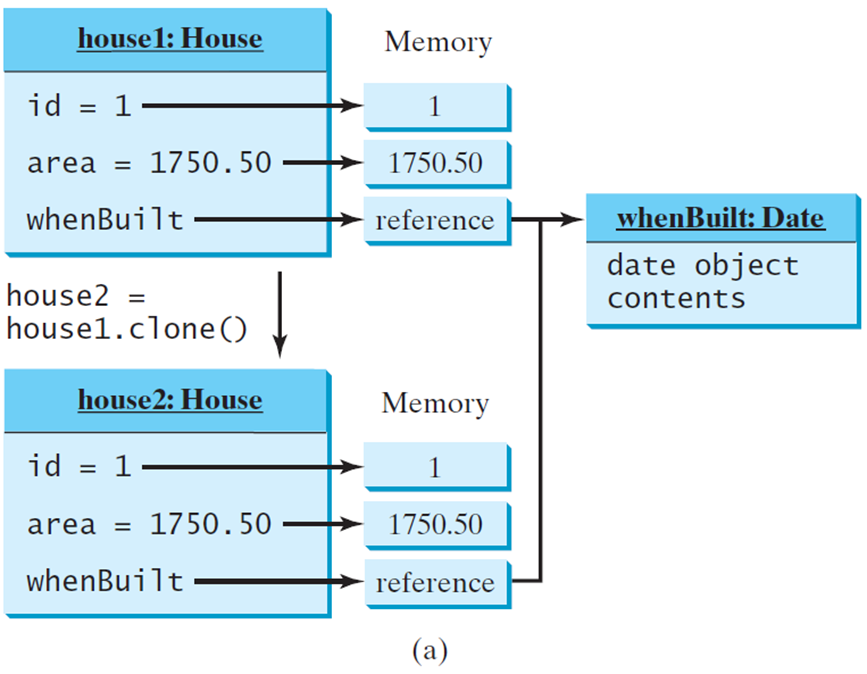 house1: House
Memory
id = 1
1
area = 1750.50
1750.50
whenBuilt
reference
whenBuilt: Date
date object
contents
house2 =
house1.clone()
house2: House
Memory
id = 1
1
area = 1750.50
1750.50
whenBuilt
reference
(a)